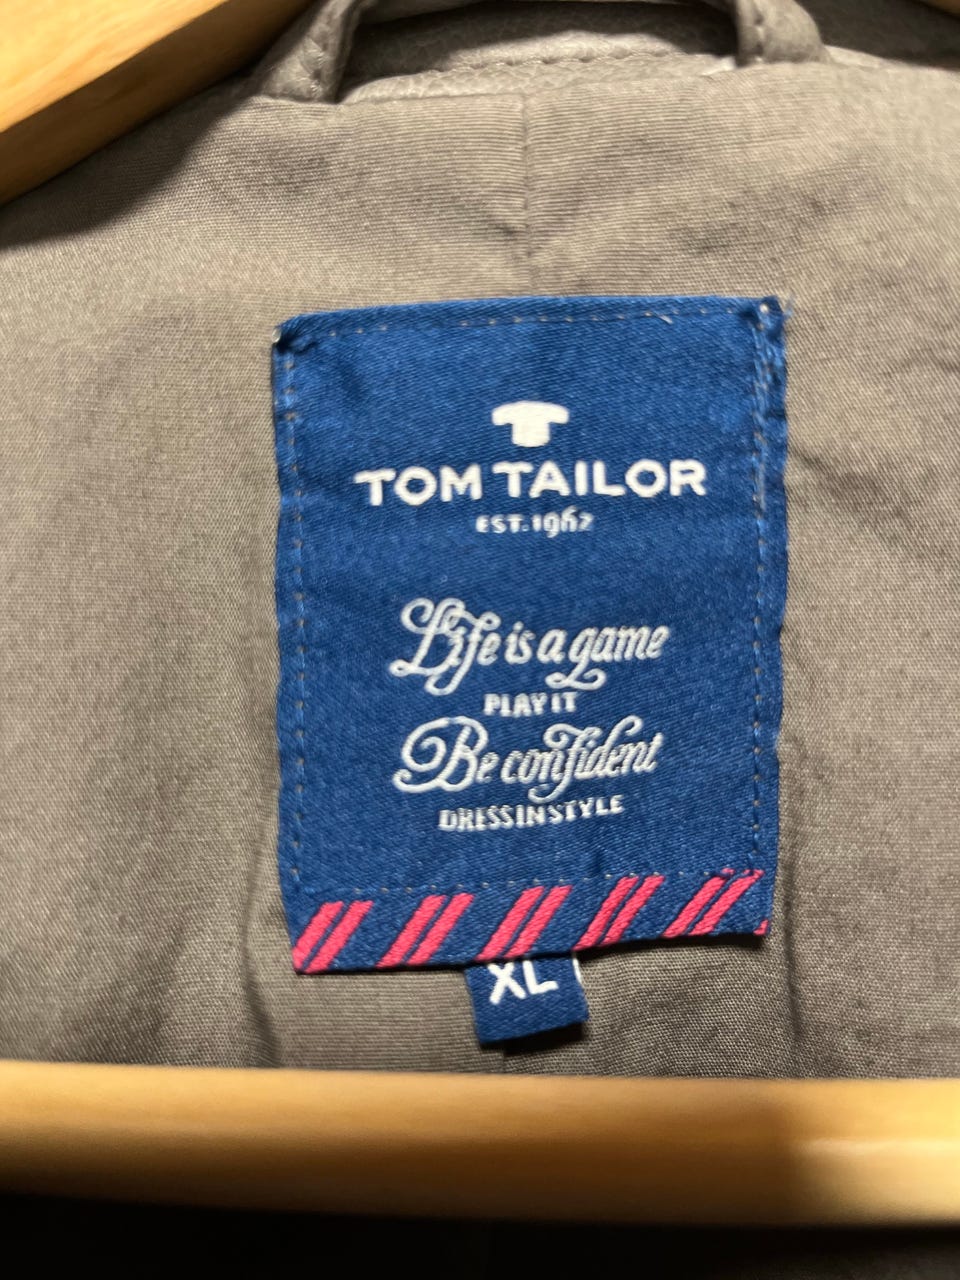 TOM TAILOR
EST. 1962
Life is a game
PLAY IT
Be confident
DRESS IN STYLE
XL